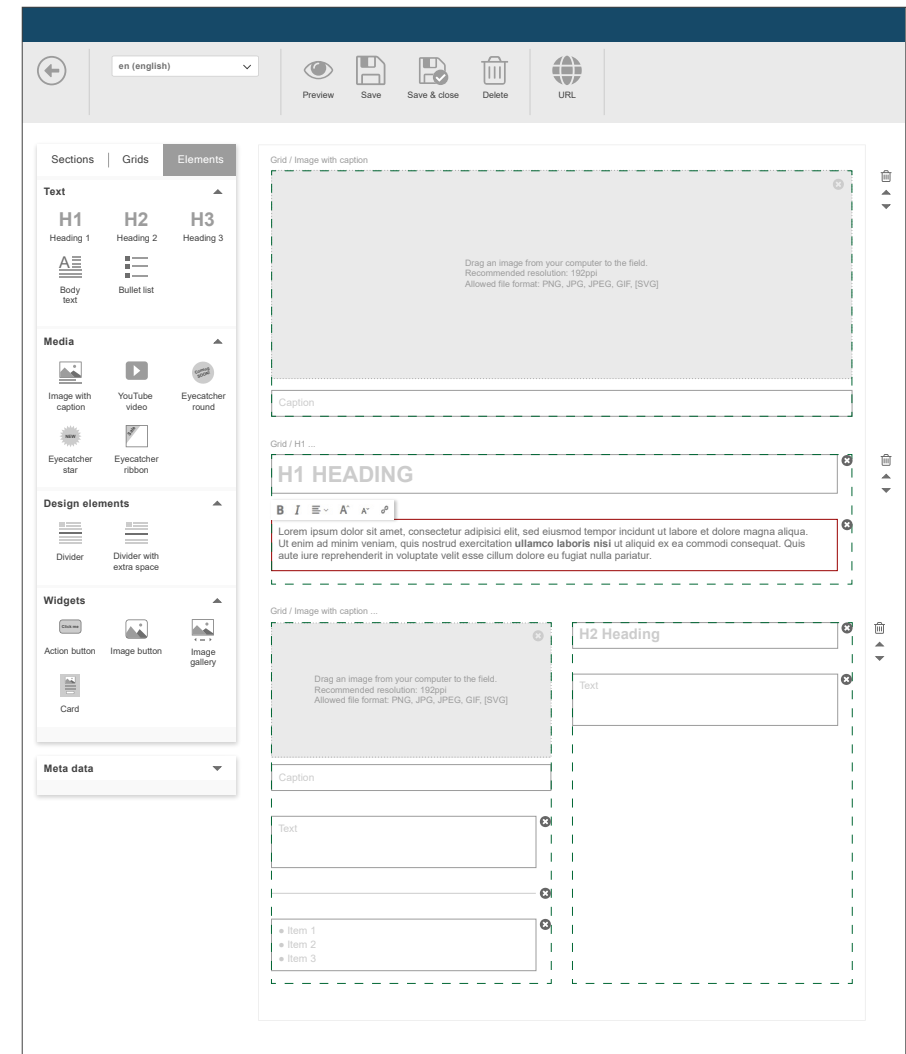 en (english)
Preview
Save
Save & close
Delete
URL
Sections
Grids
Elements
Text
H1
H2
H3
Heading 1
Heading 2
Heading 3
A
Body
text
Bullet list
Media
Image with
caption
YouTube
video
Coming
SOON!
Eyecatcher
round
NEW
Eyecatcher
star
Eyecatcher
ribbon
Design elements
Divider
Divider with
extra space
Widgets
Click me
Action button
Image button
Image
gallery
Card
Meta data
Grid / Image with caption
Drag an image from your computer to the field.
Recommended resolution: 192ppi
Allowed file format: PNG, JPG, JPEG, GIF, [SVG]
Caption
Grid / H1 ...
H1 HEADING
B I A A
Lorem ipsum dolor sit amet, consectetur adipisici elit, sed eiusmod tempor incidunt ut labore et dolore magna aliqua.
Ut enim ad minim veniam, quis nostrud exercitation ullamco laboris nisi ut aliquid ex ea commodi consequat. Quis
aute iure reprehenderit in voluptate velit esse cillum dolore eu fugiat nulla pariatur.
Grid / Image with caption ...
Drag an image from your computer to the field.
Recommended resolution: 192ppi
Allowed file format: PNG, JPG, JPEG, GIF, [SVG]
Caption
Text
● Item 1
● Item 2
● Item 3
H2 Heading
Text